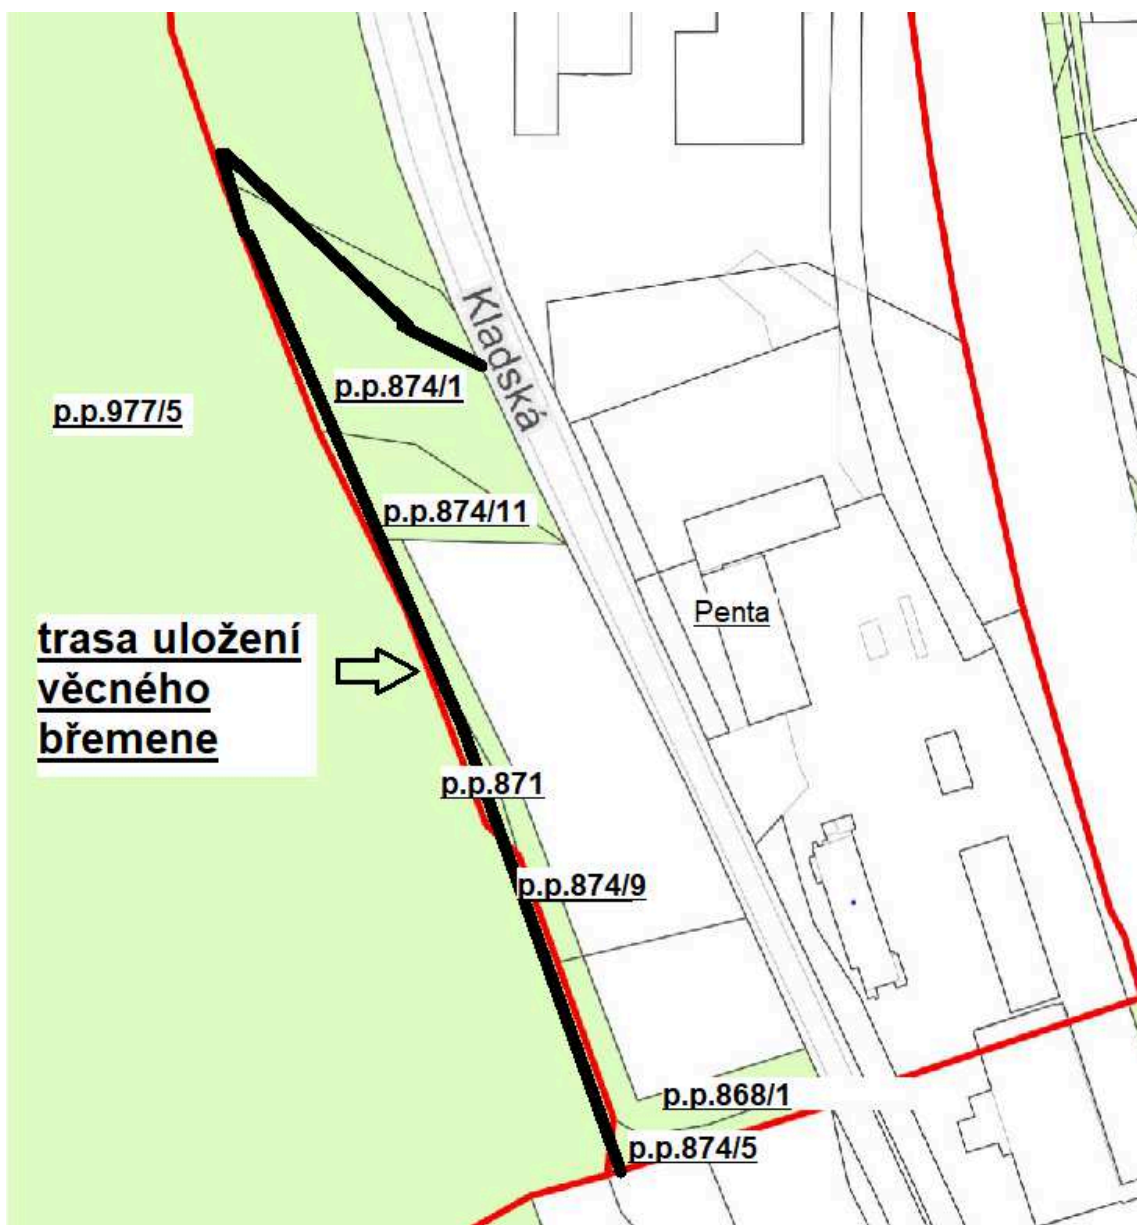 Kladská
p.p.874/1
p.p.977/5
p.p.874/11
Penta
trasa uložení
věcného
břemene
p.p.871
p.p.874/9
p.p.868/1
p.p.874/5